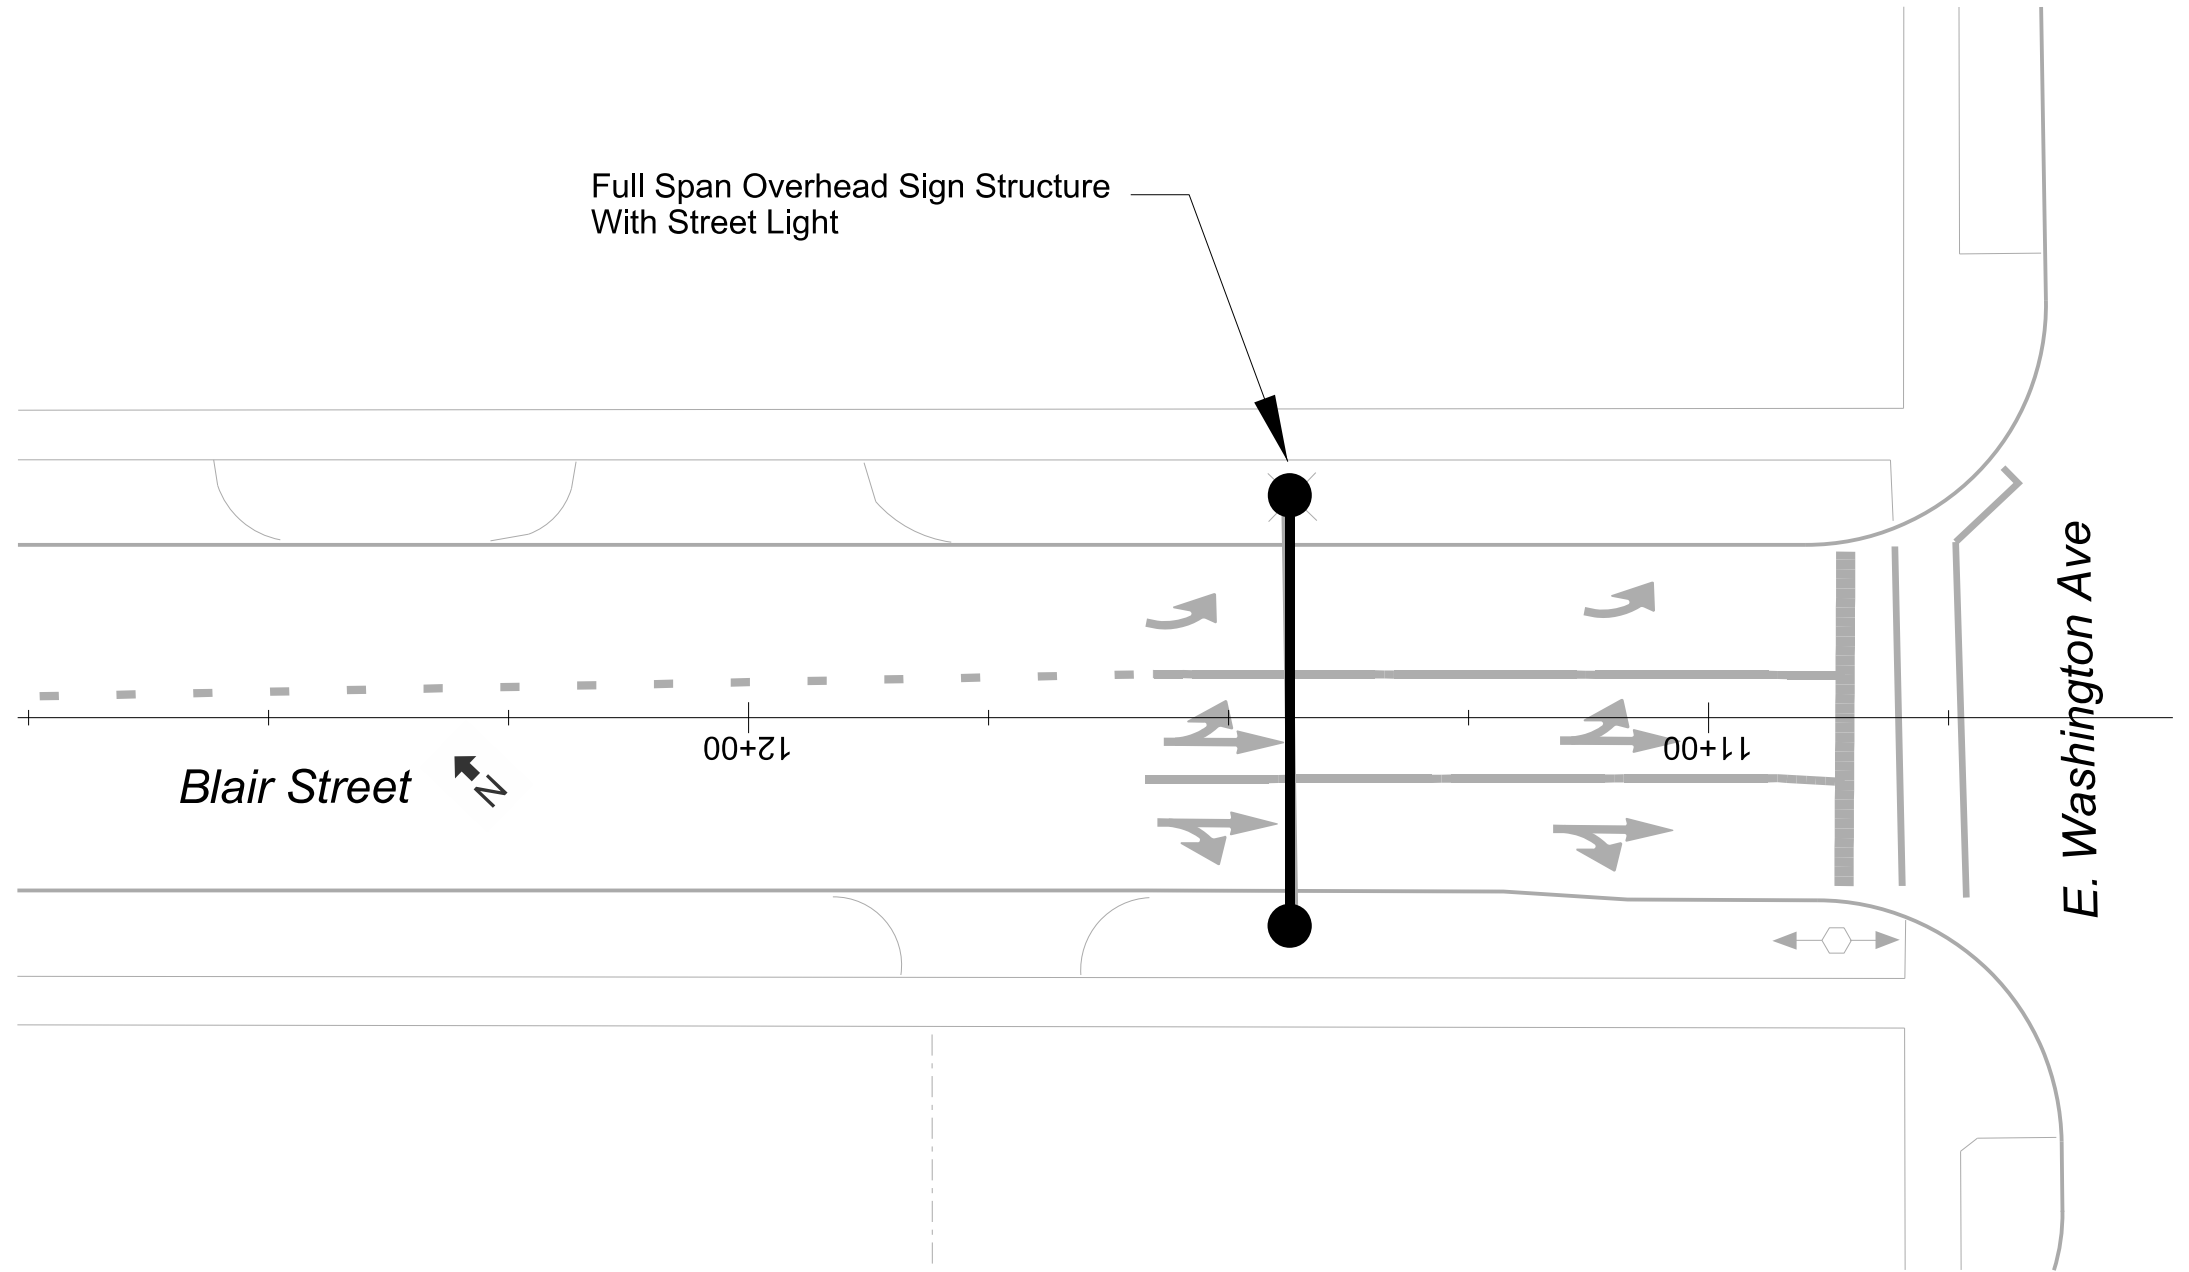 Full Span Overhead Sign Structure
With Street Light
12+00
11+00
Blair Street
N
E. Washington Ave